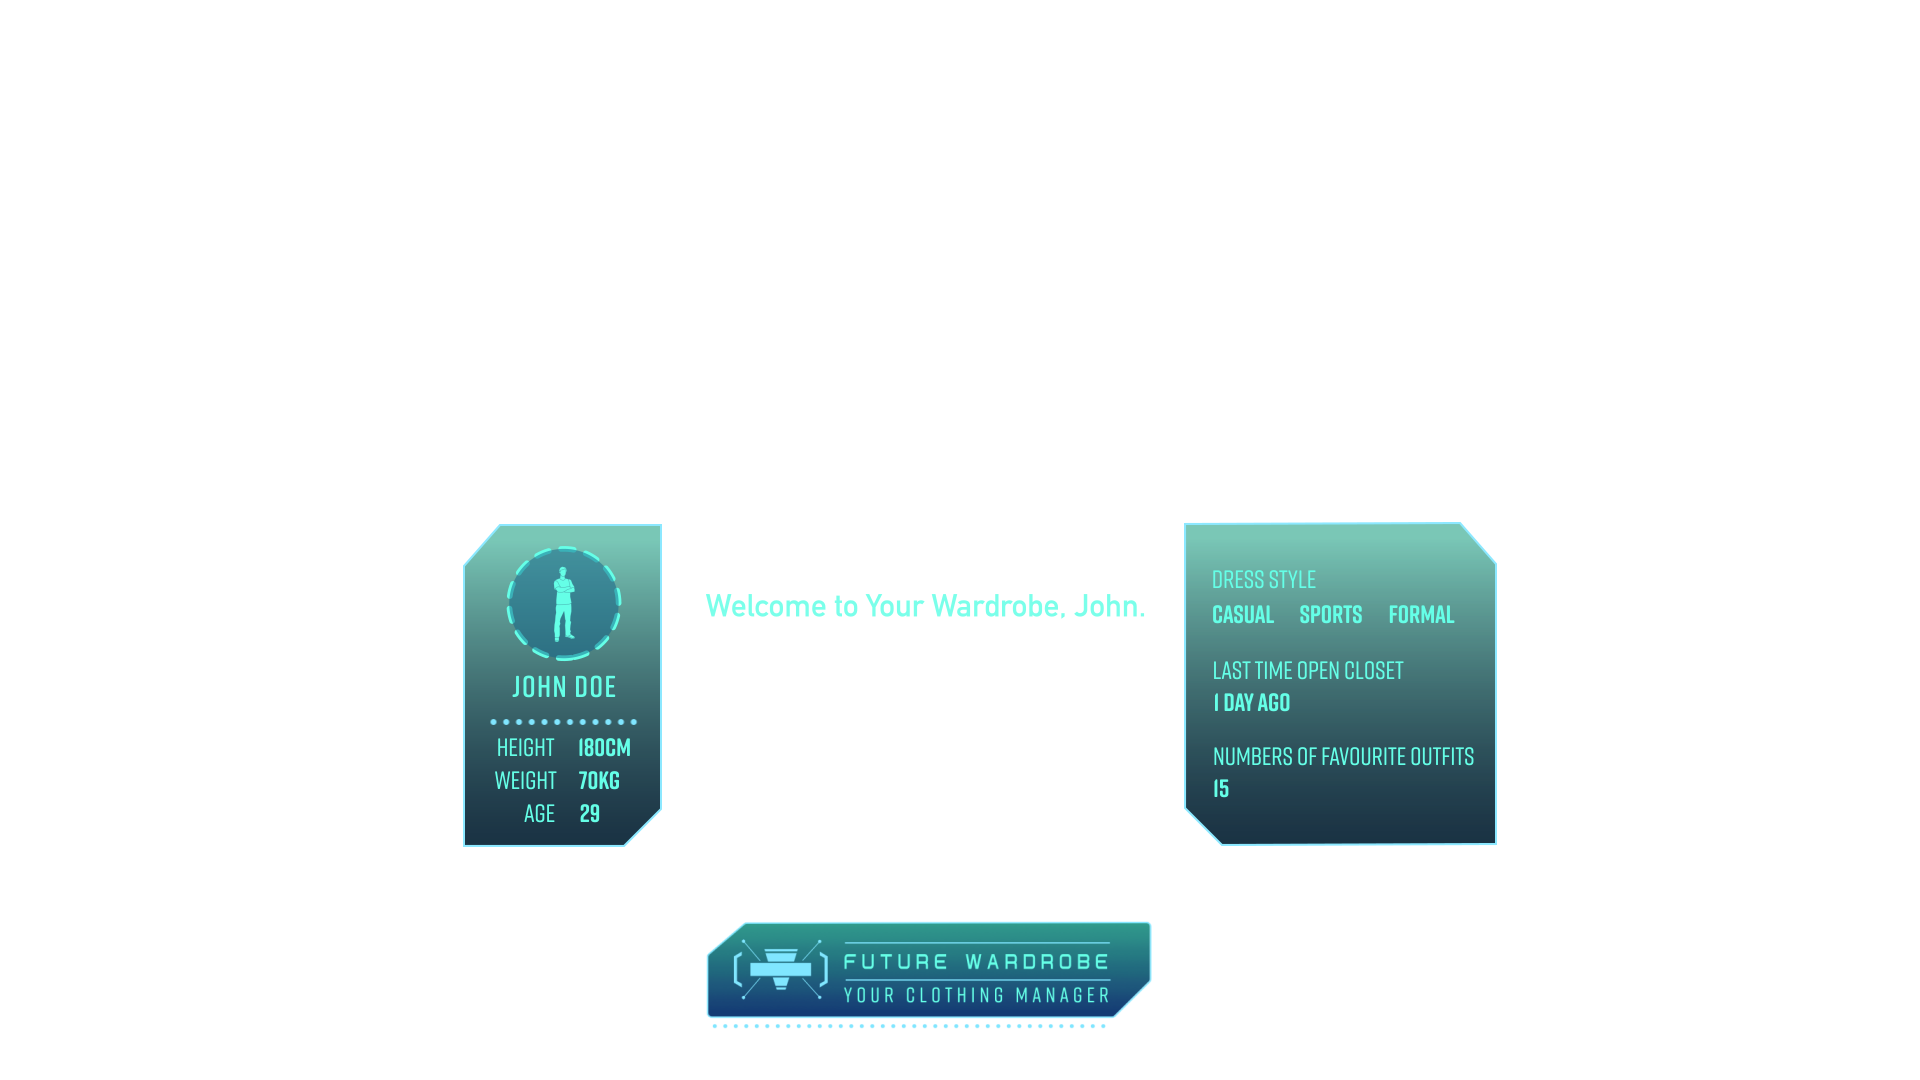 JOHN DOE
HEIGHT 180CM
WEIGHT 70KG
AGE 29
Welcome to Your Wardrobe, John.
DRESS STYLE
CASUAL SPORTS FORMAL
LAST TIME OPEN CLOSET
1 DAY AGO
NUMBERS OF FAVOURITE OUTFITS
15
FUTURE WARDROBE
YOUR CLOTHING MANAGER